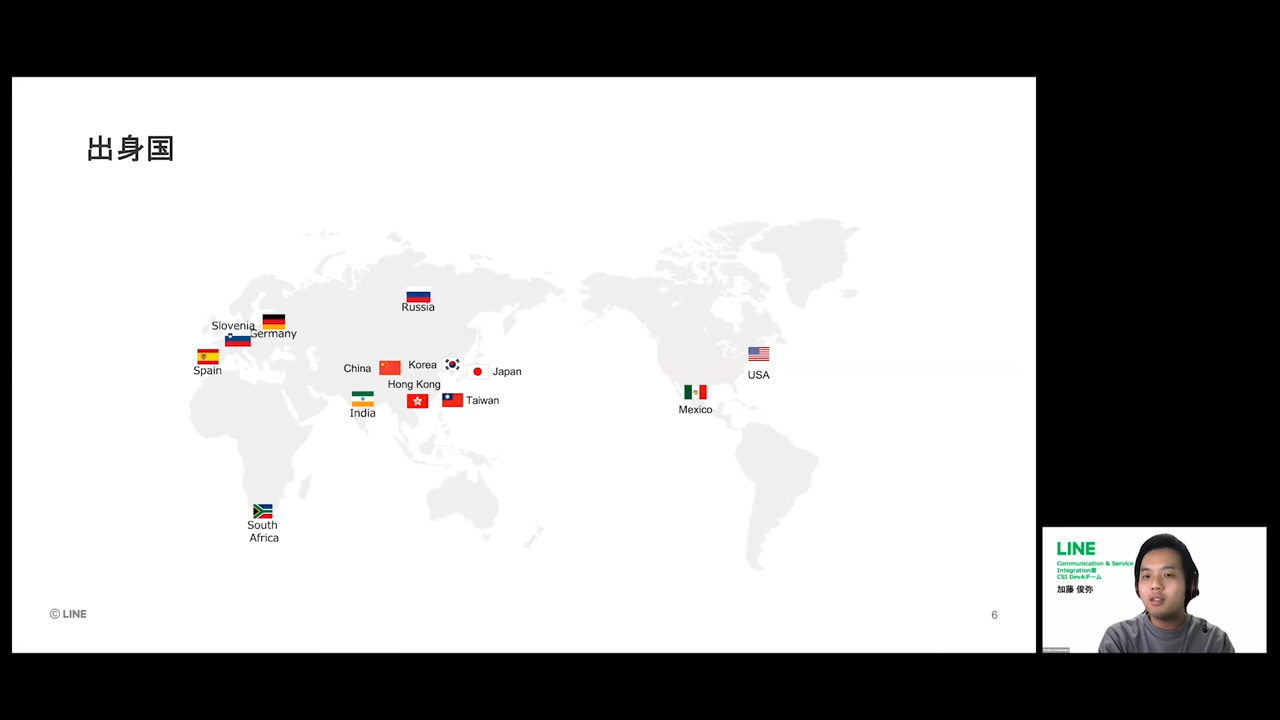 出身国
Russia
Slovenia
Germany
Spain
China
Korea
Japan
Hong Kong
India
Taiwan
USA
Mexico
South
Africa
© LINE
6
LINE
Communication & Service
Integration室
CSI DevAチーム
加藤 俊弥